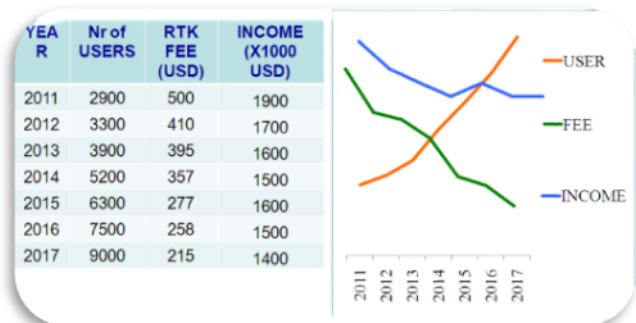 YEA
R
Nr of
USERS
RTK
FEE
(USD)
INCOME
(X1000
USD)
2011 2900 500 1900
2012 3300 410 1700
2013 3900 395 1600
2014 5200 357 1500
2015 6300 277 1600
2016 7500 258 1500
2017 9000 215 1400
USER
FEE
INCOME
2011
2012
2013
2014
2015
2016
2017